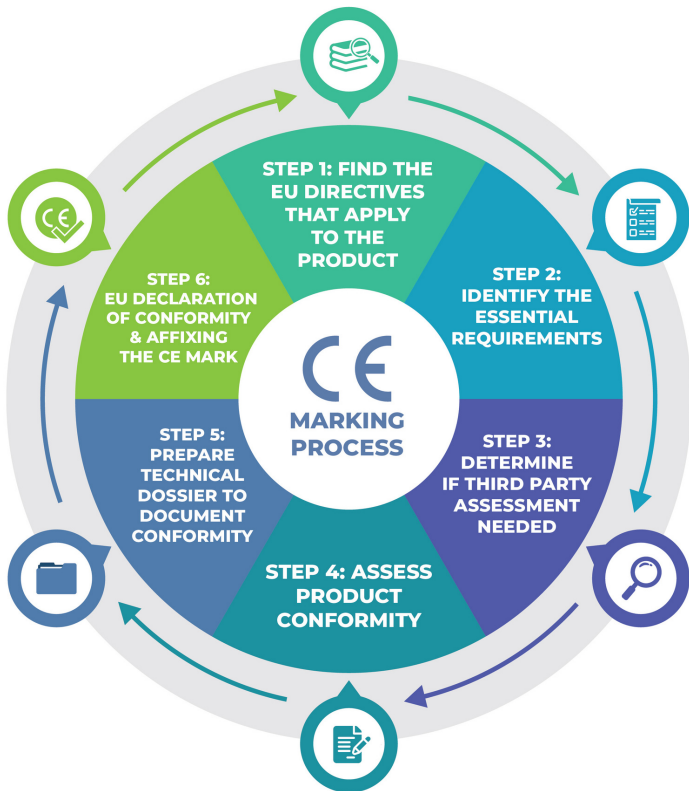 STEP 1: FIND THE
EU DIRECTIVES
THAT APPLY
TO THE
PRODUCT
STEP 2:
IDENTIFY THE
ESSENTIAL
REQUIREMENTS
STEP 3:
DETERMINE
IF THIRD PARTY
ASSESSMENT
NEEDED
STEP 4: ASSESS
PRODUCT
CONFORMITY
STEP 5:
PREPARE
TECHNICAL
DOSSIER TO
DOCUMENT
CONFORMITY
STEP 6:
EU DECLARATION
OF CONFORMITY
& AFFIXING
THE CE MARK
CE
CE
MARKING
PROCESS